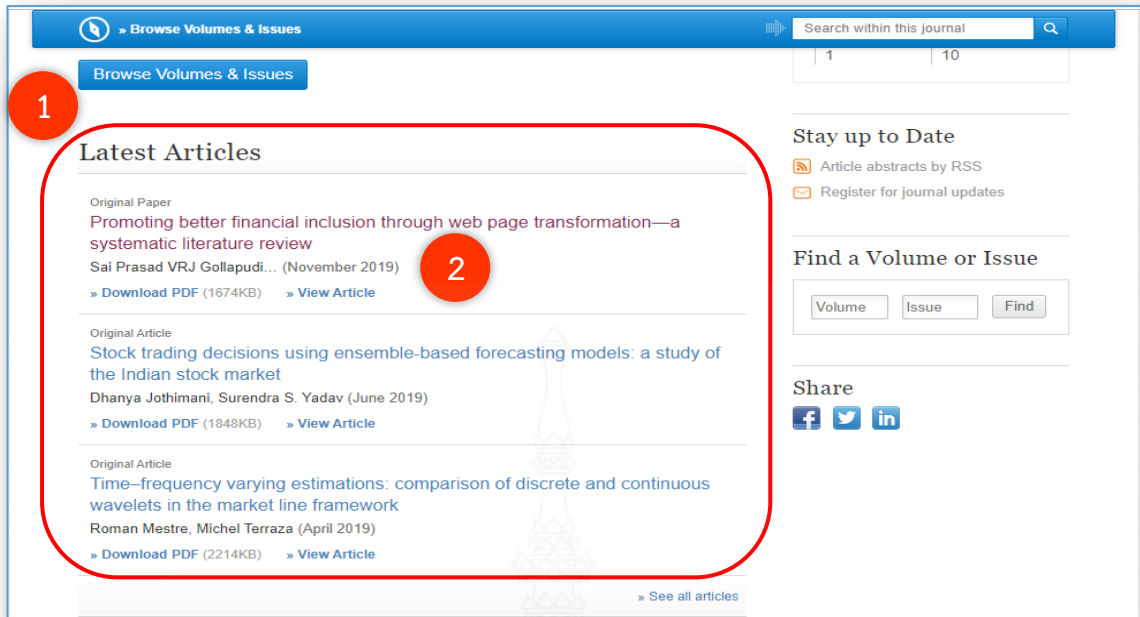 » Browse Volumes & Issues
Search within this journal
Browse Volumes & Issues
1
Latest Articles
Original Paper
Promoting better financial inclusion through web page transformation—a
systematic literature review
Sai Prasad VRJ Gollapudi... (November 2019)
2
» Download PDF (1674KB) » View Article
Original Article
Stock trading decisions using ensemble-based forecasting models: a study of
the Indian stock market
Dhanya Jothimani, Surendra S. Yadav (June 2019)
» Download PDF (1848KB) » View Article
Original Article
Time–frequency varying estimations: comparison of discrete and continuous
wavelets in the market line framework
Roman Mestre, Michel Terraza (April 2019)
» Download PDF (2214KB) » View Article
» See all articles
1 10
Stay up to Date
Article abstracts by RSS
Register for journal updates
Find a Volume or Issue
Volume Issue Find
Share